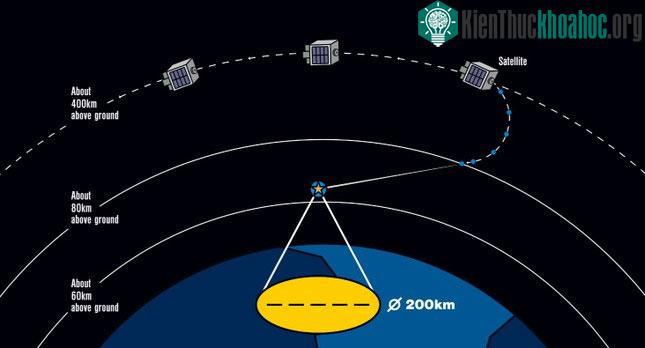 KienThuckhoahoc.org
Satellite
About
400km
above ground
About
80km
above ground
About
60km
above ground
Ø 200km